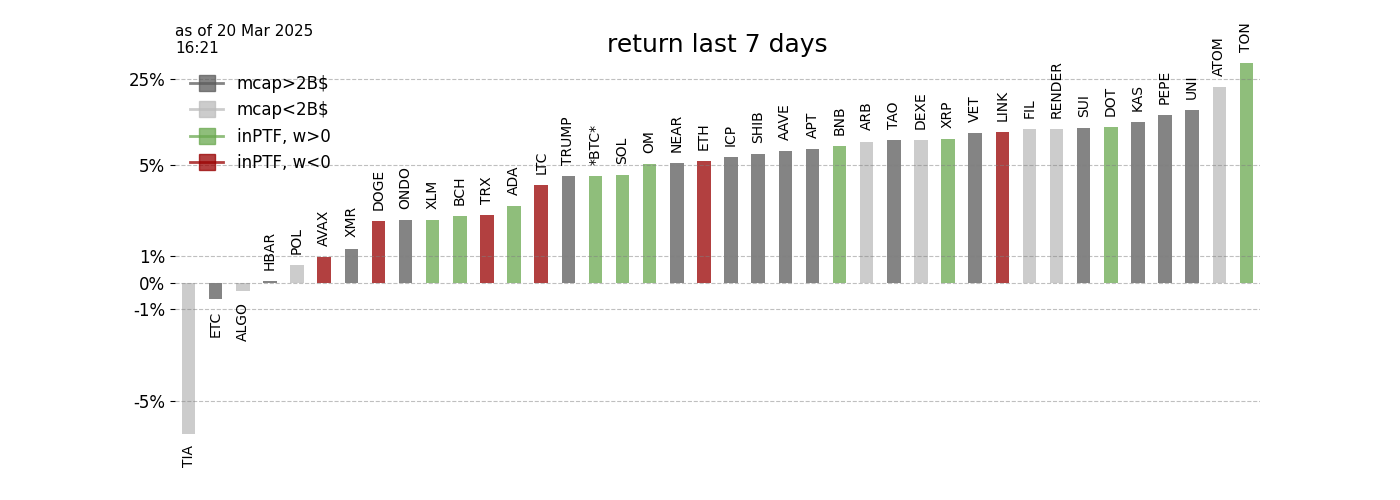 as of 20 Mar 2025
16:21
return last 7 days
mcap>2B$
mcap<2B$
inPTF, w>0
inPTF, w<0
25%
5%
1%
0%
-1%
-5%
TIA
ETC
ALGO
HBAR
POL
AVAX
XMR
DOGE
ONDO
XLM
BCH
TRX
ADA
LTC
TRUMP
*BTC*
SOL
OM
NEAR
ETH
ICP
SHIB
AAVE
APT
BNB
ARB
TAO
DEXE
XRP
VET
LINK
FIL
RENDER
SUI
DOT
KAS
PEPE
UNI
ATOM
TON